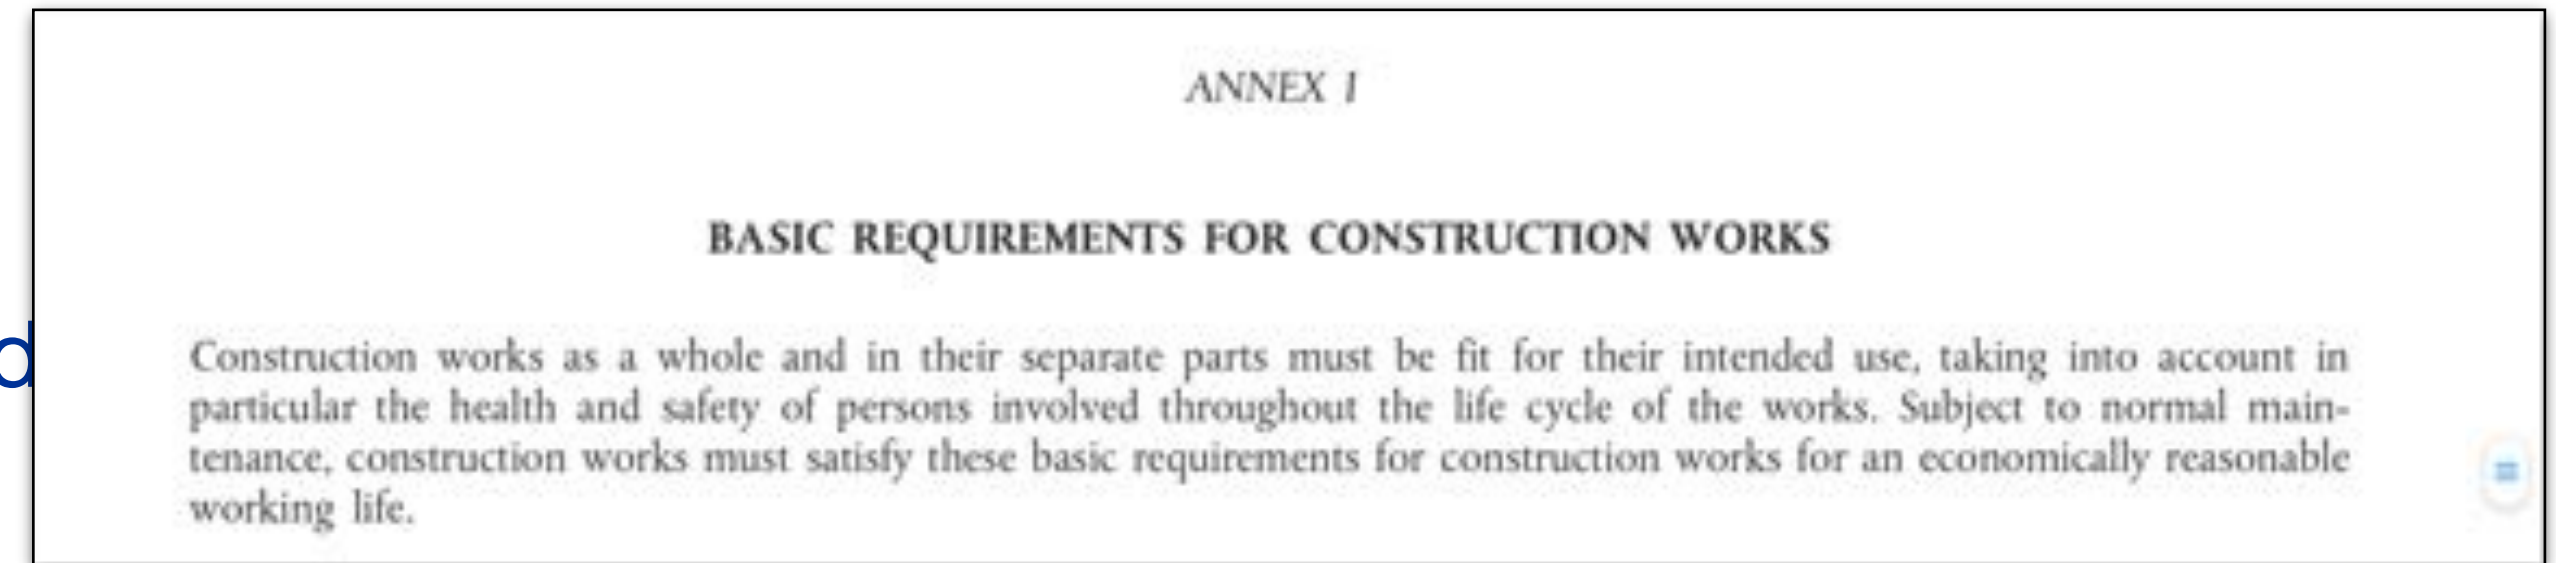 ANNEX I
BASIC REQUIREMENTS FOR CONSTRUCTION WORKS
d
Construction works as a whole and in their separate parts must be fit for their intended use, taking into account in
particular the health and safety of persons involved throughout the life cycle of the works. Subject to normal main-
tenance, construction works must satisfy these basic requirements for construction works for an economically reasonable
working life.